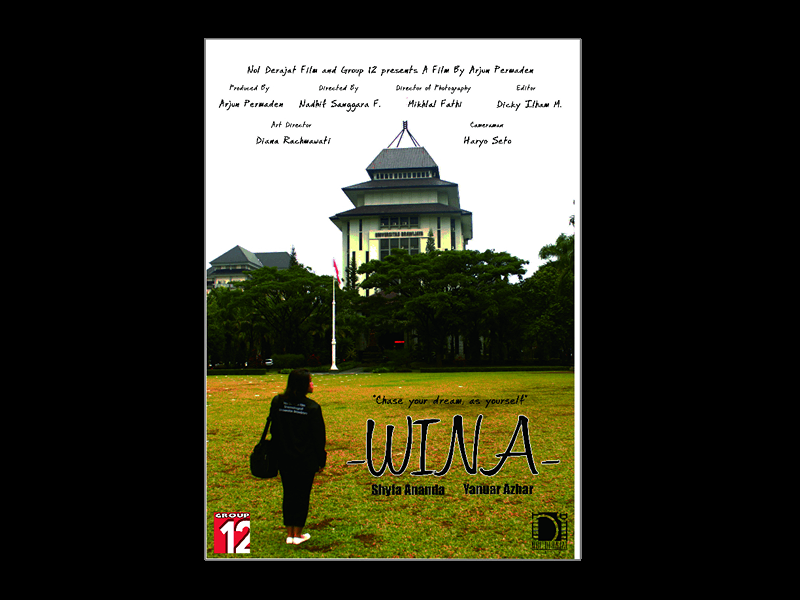 Nol Derajat Film and Group 12 presents A Film By Arjun Permaden
Produced By Directed By Director of Photography Editor
Arjun Permaden Nadhif Sanggara F. Mikhlal Fathi Dicky Ilham M.
Art Director Cameraman
Diana Rachmawati Haryo Seto
UNIVERSITAS BRAWIJAYA
"Chase your dream, as yourself"
-WINA-
Shyfa Ananda Yanuar Azhar
GROUP
12
D